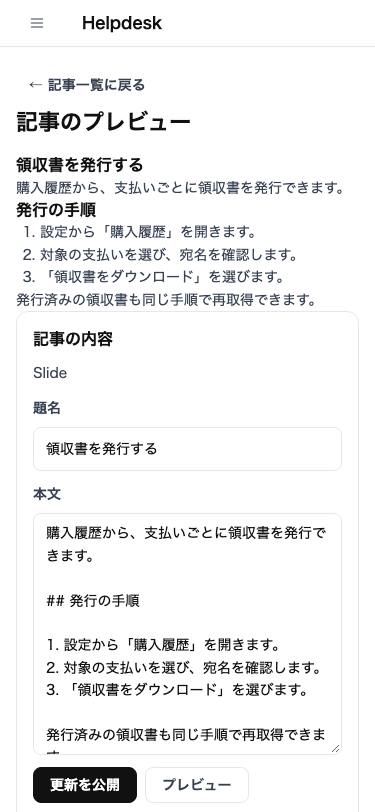 Helpdesk
← 記事一覧に戻る
記事のプレビュー
領収書を発行する
購入履歴から、支払いごとに領収書を発行できます。
発行の手順
1. 設定から「購入履歴」を開きます。
2. 対象の支払いを選び、宛名を確認します。
3. 「領収書をダウンロード」を選びます。
発行済みの領収書も同じ手順で再取得できます。
記事の内容
Slide
題名
領収書を発行する
本文
購入履歴から、支払いごとに領収書を発行で
きます。
## 発行の手順
1. 設定から「購入履歴」を開きます。
2. 対象の支払いを選び、宛名を確認します。
3. 「領収書をダウンロード」を選びます。
発行済みの領収書も同じ手順で再取得できま
す。
更新を公開
プレビュー